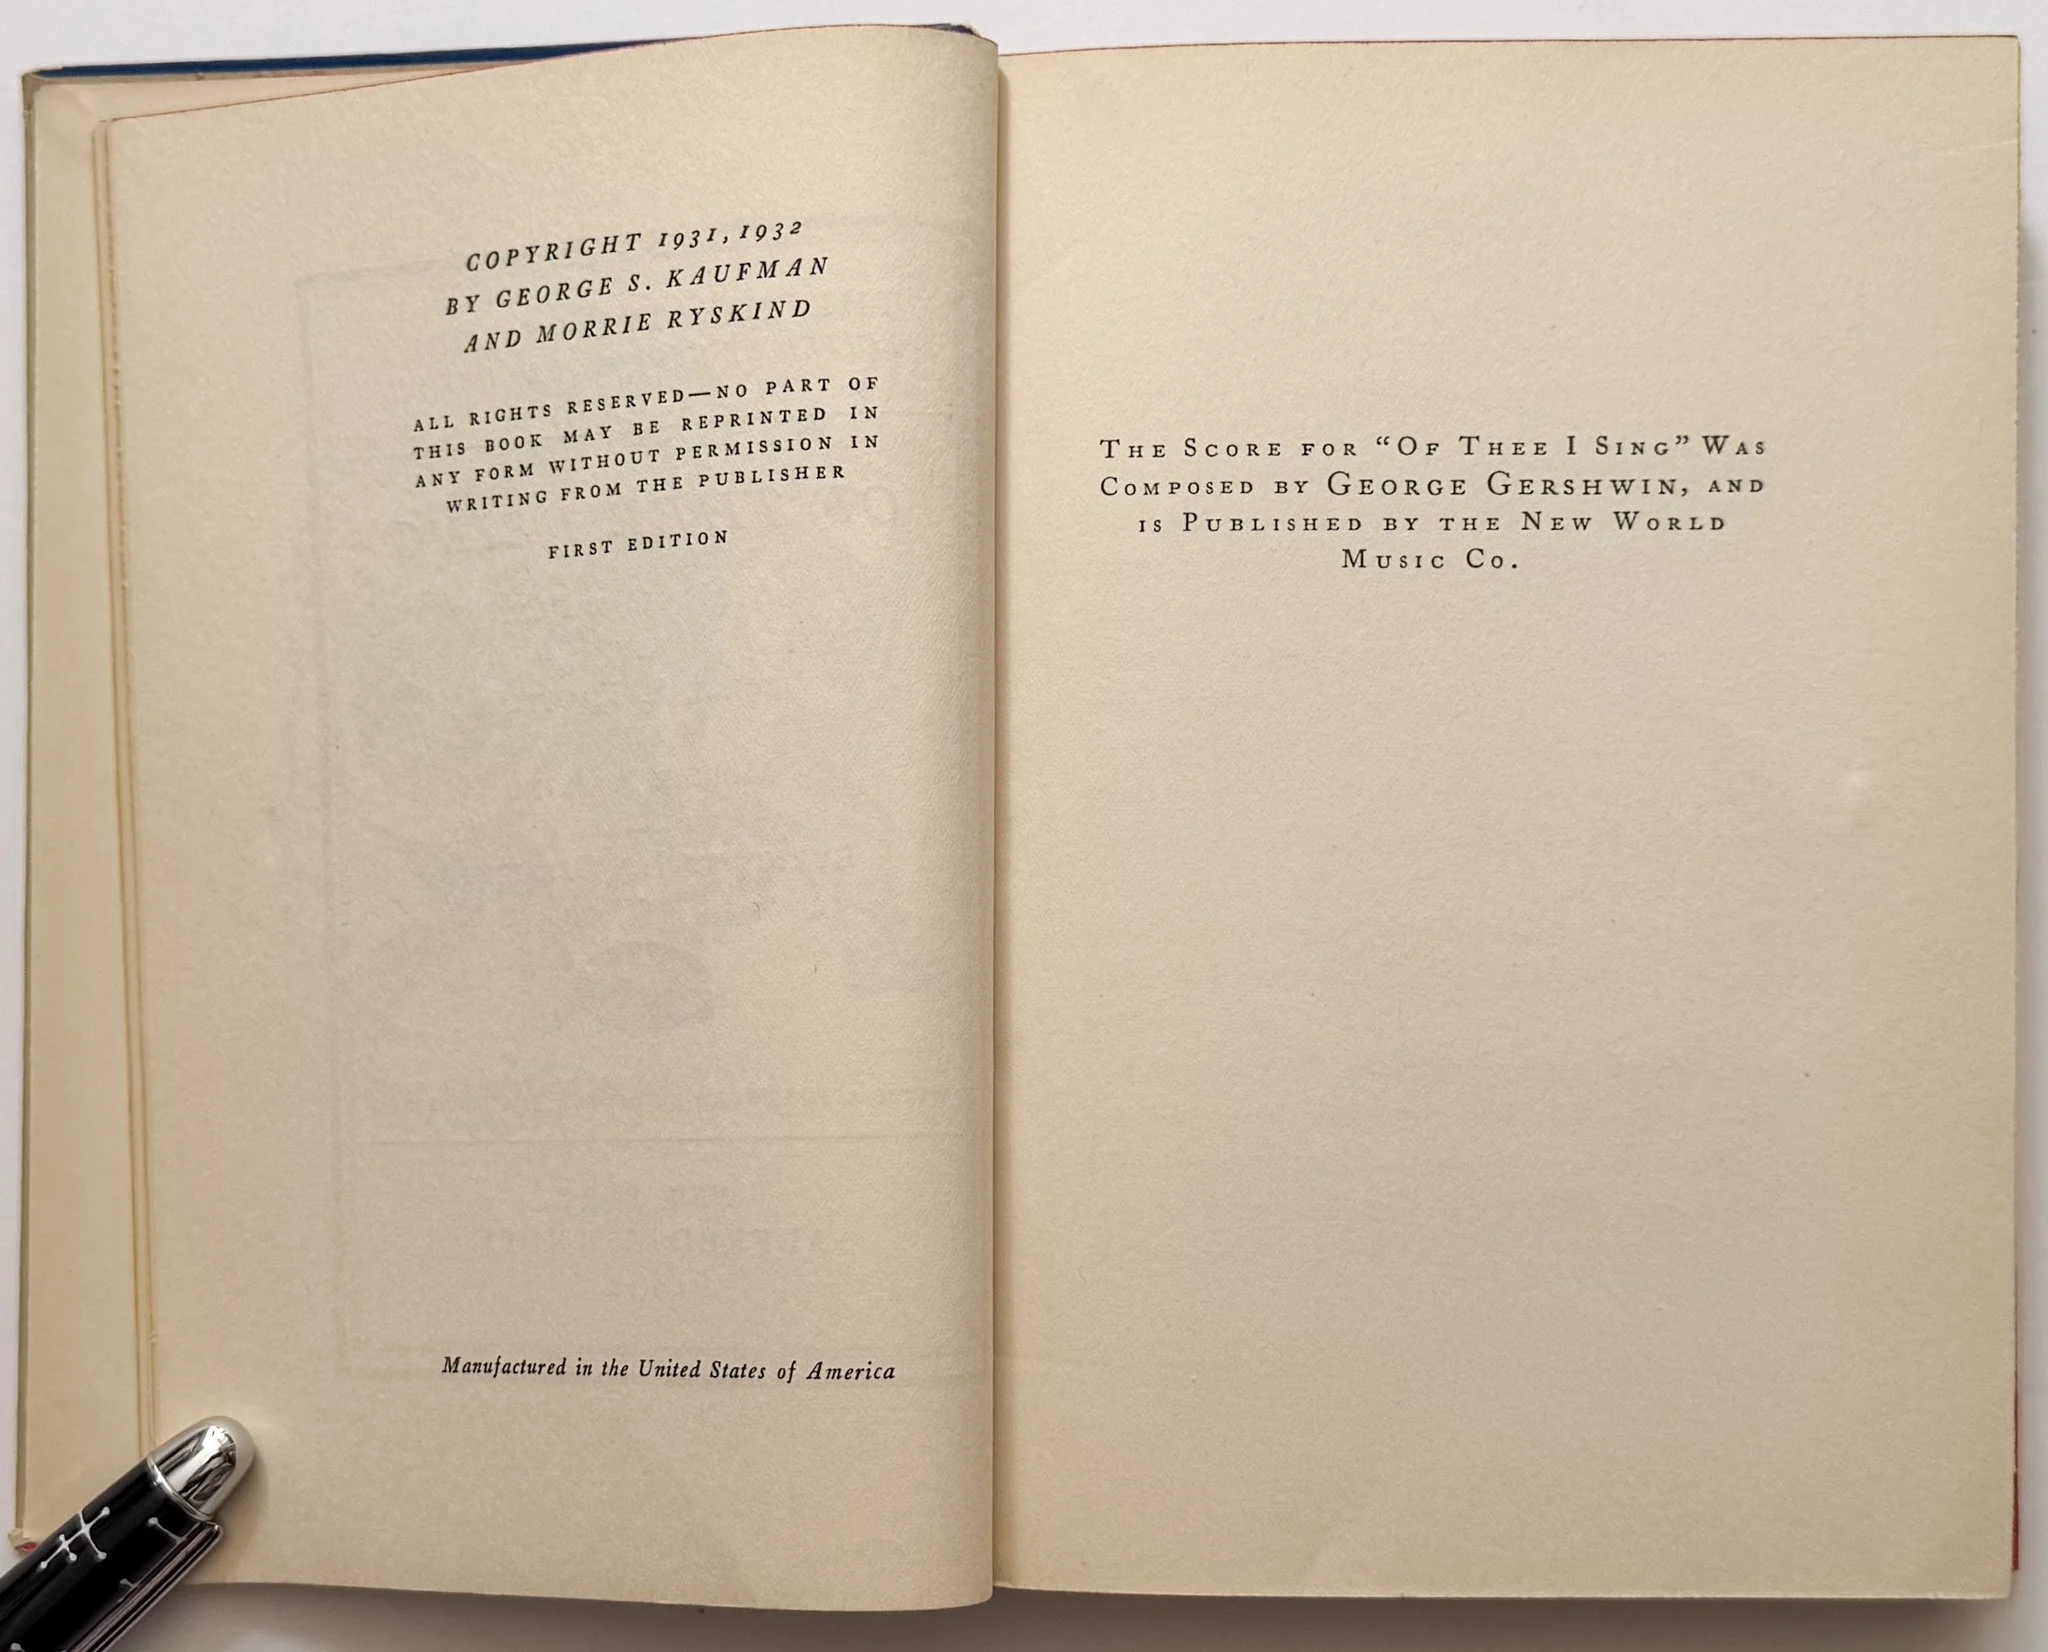 COPYRIGHT 1931, 1932
BY GEORGE S. KAUFMAN
AND MORRIE RYSKIND
ALL RIGHTS RESERVED—NO PART OF
THIS BOOK MAY BE REPRINTED IN
ANY FORM WITHOUT PERMISSION IN
WRITING FROM THE PUBLISHER
FIRST EDITION
Manufactured in the United States of America
THE SCORE FOR “OF THEE I SING” WAS
COMPOSED BY GEORGE GERSHWIN, AND
IS PUBLISHED BY THE NEW WORLD
MUSIC CO.